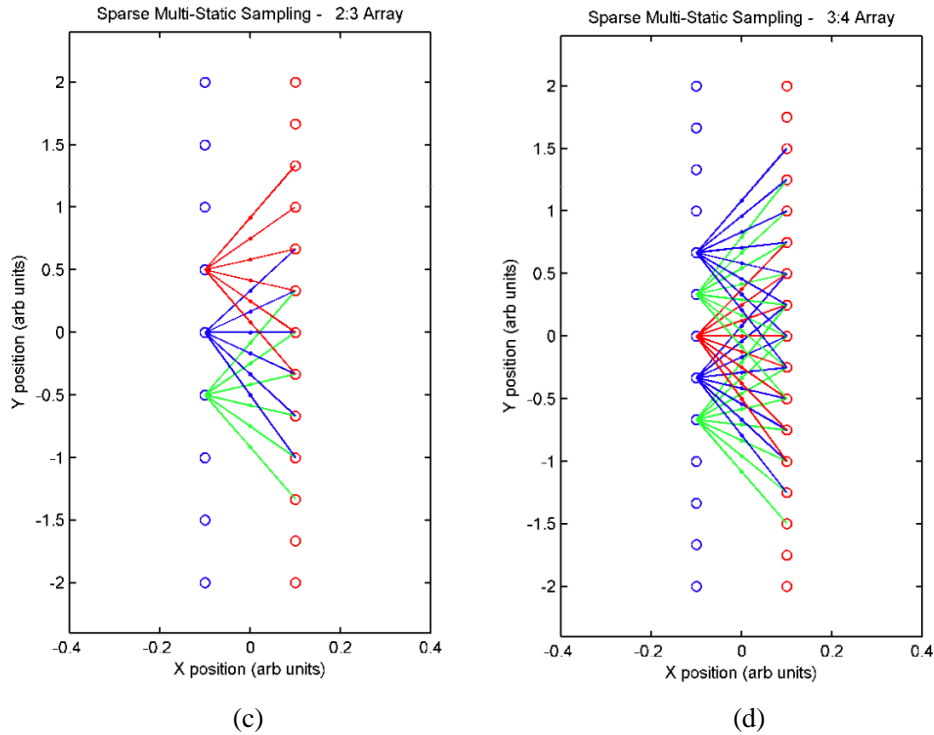 Sparse Multi-Static Sampling - 2:3 Array
2
1.5
1
0.5
0
-0.5
-1
-1.5
-2
Y position (arb units)
-0.4 -0.2 0 0.2 0.4
X position (arb units)
(c)
Sparse Multi-Static Sampling - 3:4 Array
2
1.5
1
0.5
0
-0.5
-1
-1.5
-2
Y position (arb units)
-0.4 -0.2 0 0.2 0.4
X position (arb units)
(d)